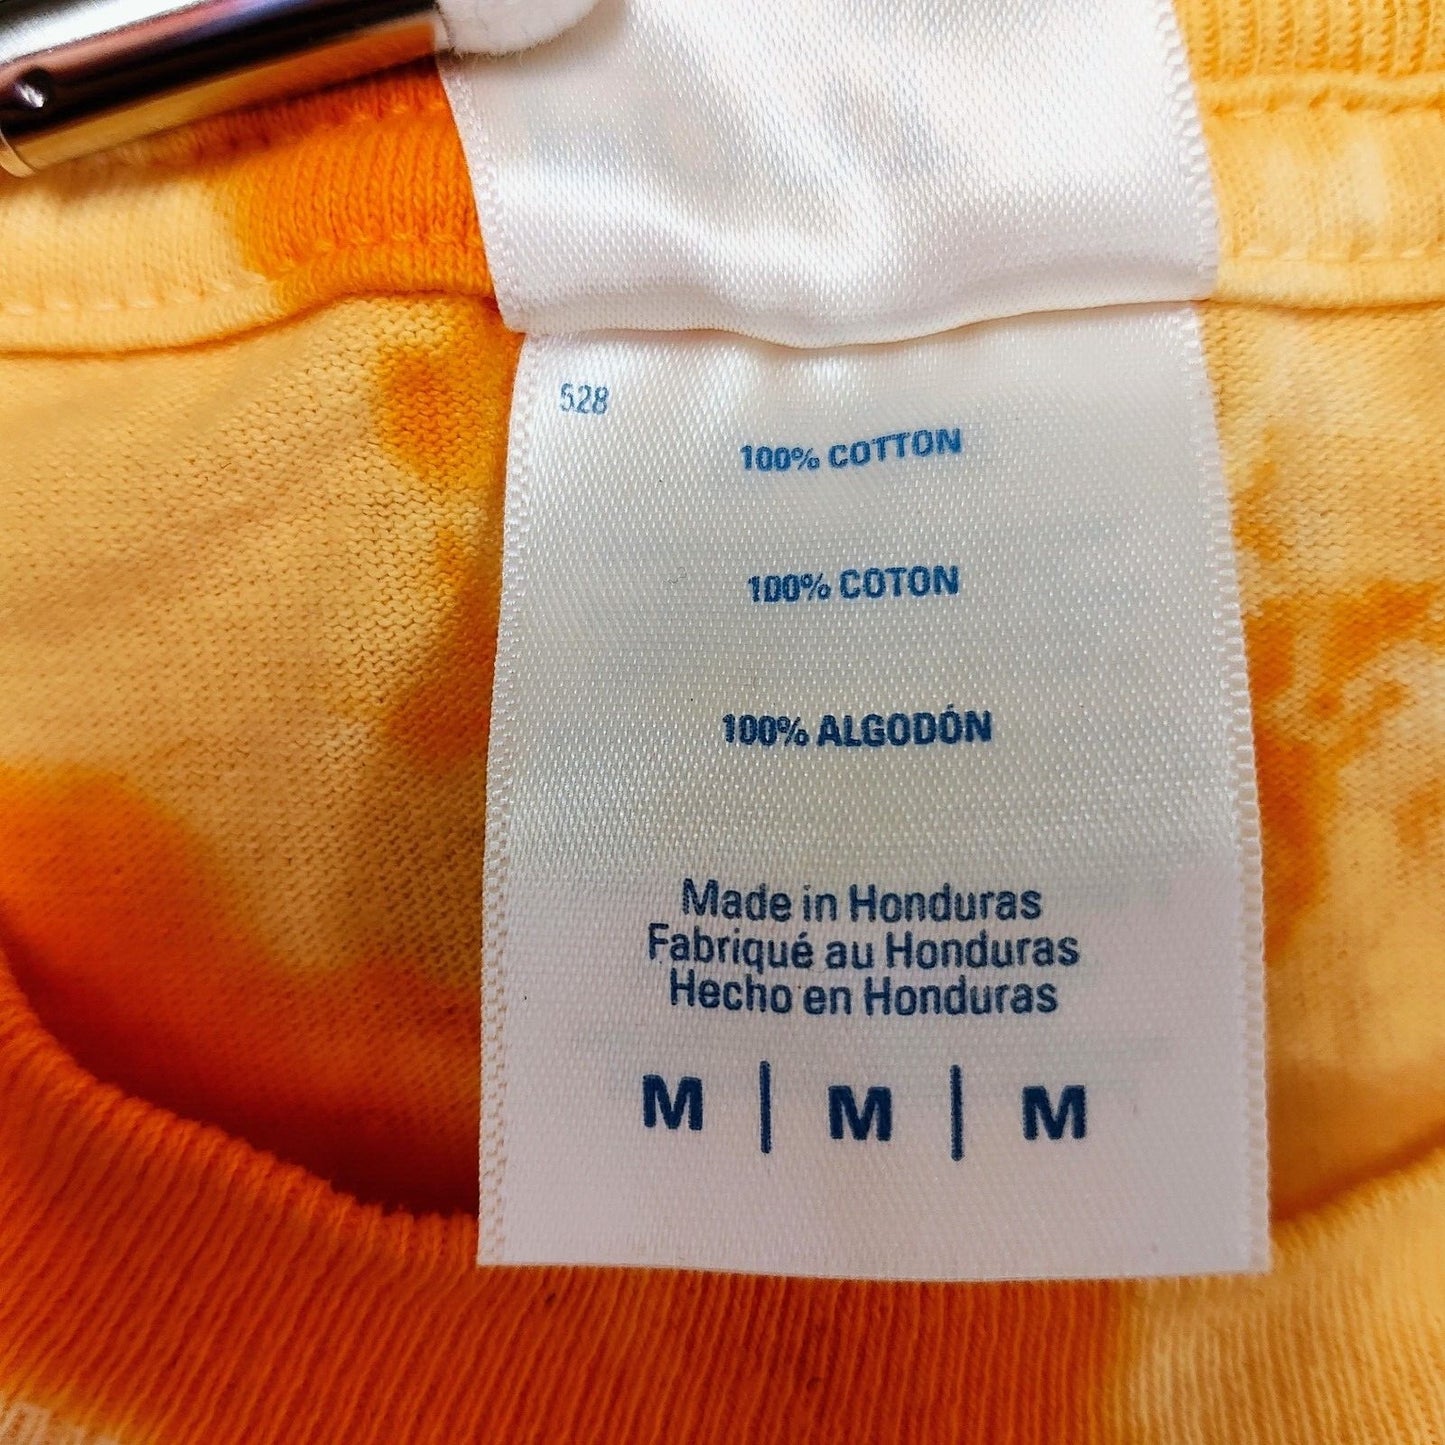 528
100% COTTON
100% COTON
100% ALGODÓN
Made in Honduras
Fabriqué au Honduras
Hecho en Honduras
M | M | M